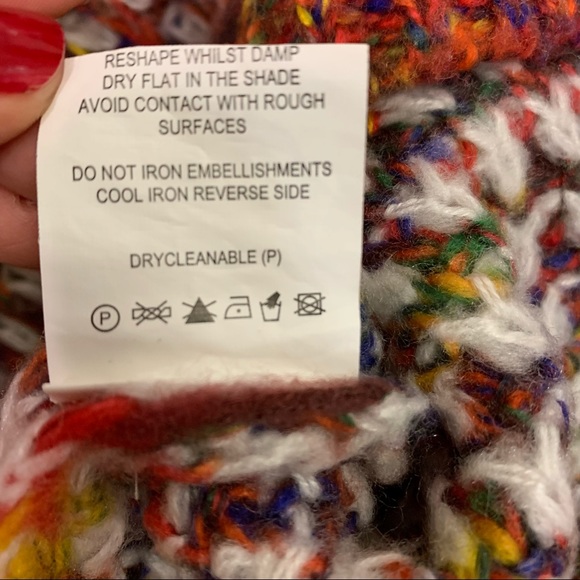 RESHAPE WHILST DAMP
DRY FLAT IN THE SHADE
AVOID CONTACT WITH ROUGH
SURFACES
DO NOT IRON EMBELLISHMENTS
COOL IRON REVERSE SIDE
DRYCLEANABLE (P)
P